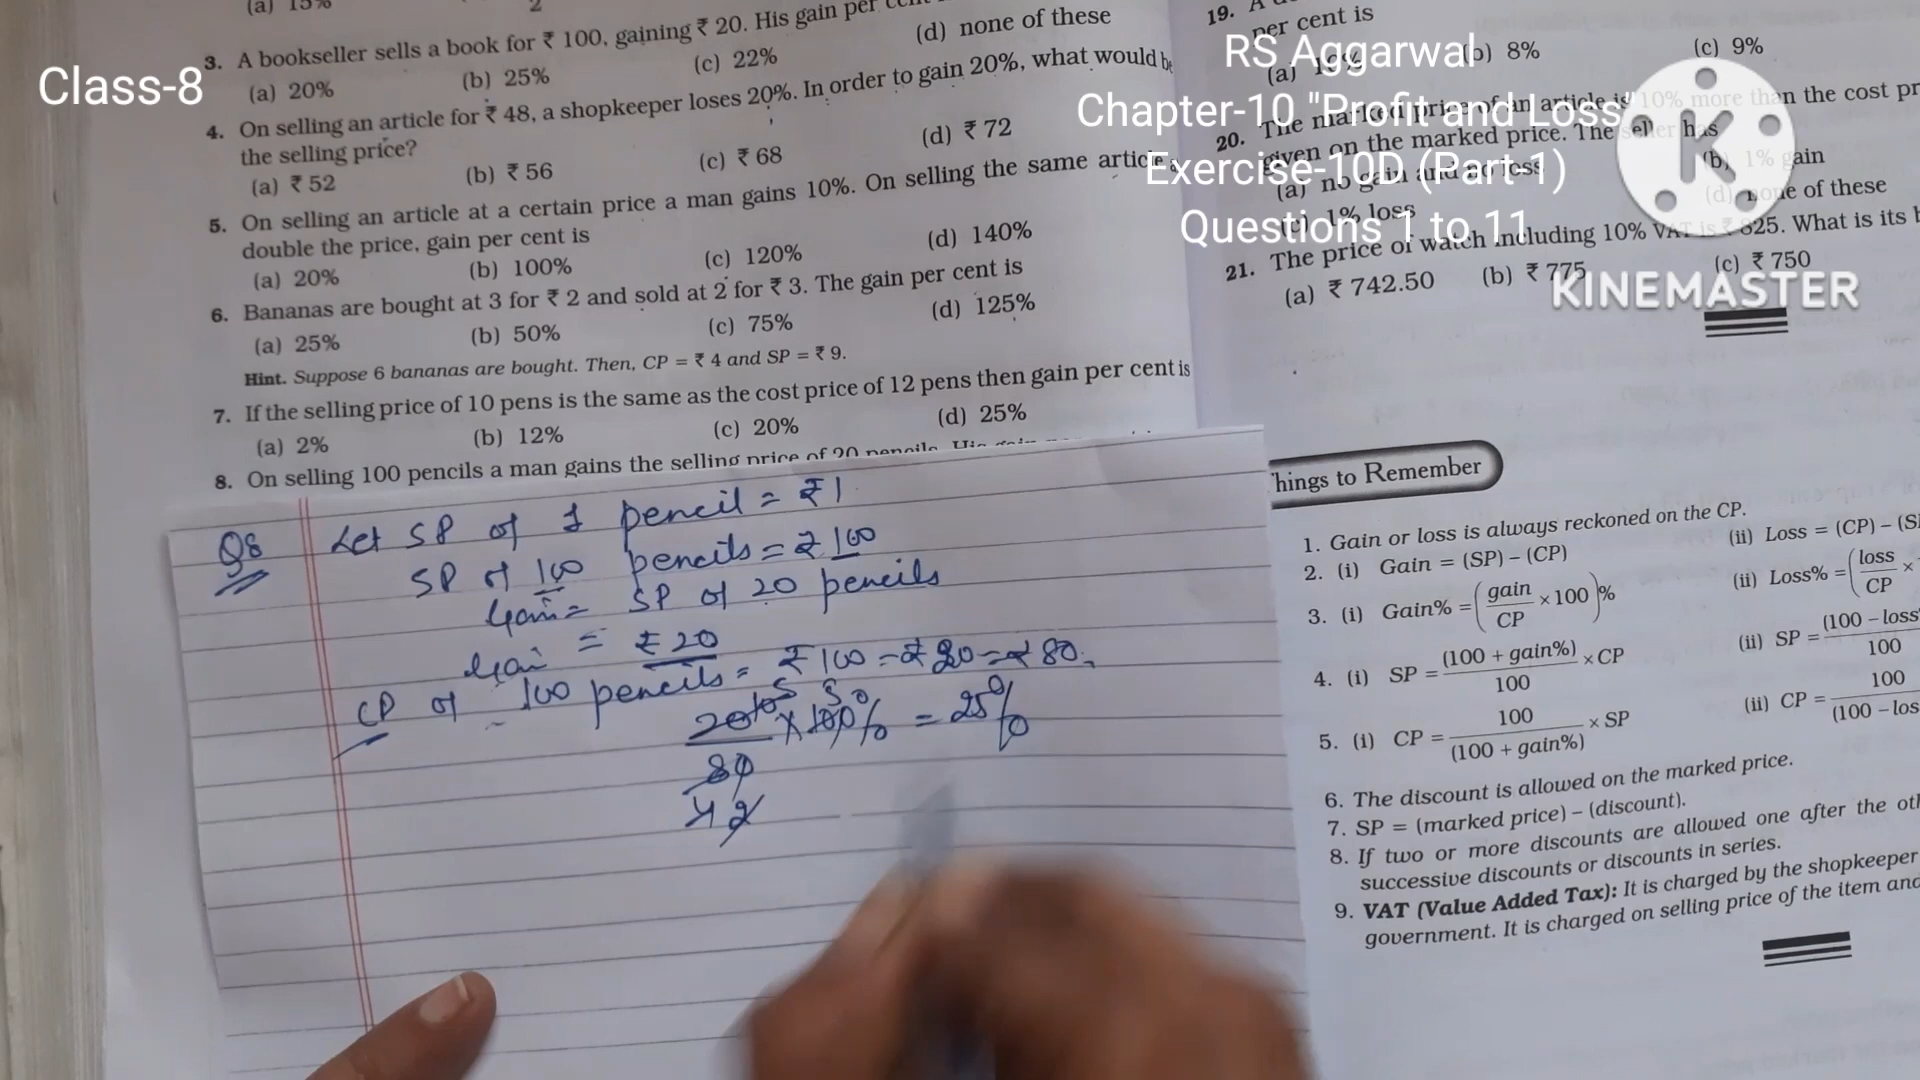 (a) 15%
2
3. A bookseller sells a book for ₹ 100, gaining ₹ 20. His gain per
(a) 20% (b) 25% (c) 22% (d) none of these
4. On selling an article for ₹ 48, a shopkeeper loses 20%. In order to gain 20%, what would be
the selling price?
(a) ₹ 52 (b) ₹ 56 (c) ₹ 68 (d) ₹ 72
5. On selling an article at a certain price a man gains 10%. On selling the same article
double the price, gain per cent is
(a) 20% (b) 100% (c) 120% (d) 140%
6. Bananas are bought at 3 for ₹ 2 and sold at 2 for ₹ 3. The gain per cent is
(a) 25% (b) 50% (c) 75% (d) 125%
Hint. Suppose 6 bananas are bought. Then, CP = ₹ 4 and SP = ₹ 9.
7. If the selling price of 10 pens is the same as the cost price of 12 pens then gain per cent is
(a) 2% (b) 12% (c) 20% (d) 25%
8. On selling 100 pencils a man gains the selling price of 20 pencils. His gain
Q8 Let SP of 1 pencil = ₹1
SP of 100 pencils = ₹100
Gain = SP of 20 pencils
Gain = ₹20
CP of 100 pencils = ₹100 - ₹20 = ₹80.
20 10 5 × 100 5 0 % = 25%
80
4 2
Class-8
RS Aggarwal
Chapter-10 "Profit and Loss"
Exercise-10D (Part-1)
Questions 1 to 11
K
KINEMASTER
19. A
per cent is
(b) 8% (c) 9%
20. The marked price of an article is 10% more than the cost pr
given on the marked price. The seller has
(a) no gain and no loss (b) 1% gain
(c) 1% loss (d) none of these
21. The price of watch including 10% VAT is ₹ 825. What is its b
(a) ₹ 742.50 (b) ₹ 775 (c) ₹ 750
hings to Remember
1. Gain or loss is always reckoned on the CP.
2. (i) Gain = (SP) – (CP) (ii) Loss = (CP) – (S
3. (i) Gain% = (gain/CP × 100)% (ii) Loss% = (loss/CP ×
4. (i) SP = (100 + gain%)/100 × CP (ii) SP = (100 – loss/100
5. (i) CP = 100/(100 + gain%) × SP (ii) CP = 100/(100 – los
6. The discount is allowed on the marked price.
7. SP = (marked price) – (discount).
8. If two or more discounts are allowed one after the ot
successive discounts or discounts in series.
9. VAT (Value Added Tax): It is charged by the shopkeeper
government. It is charged on selling price of the item and